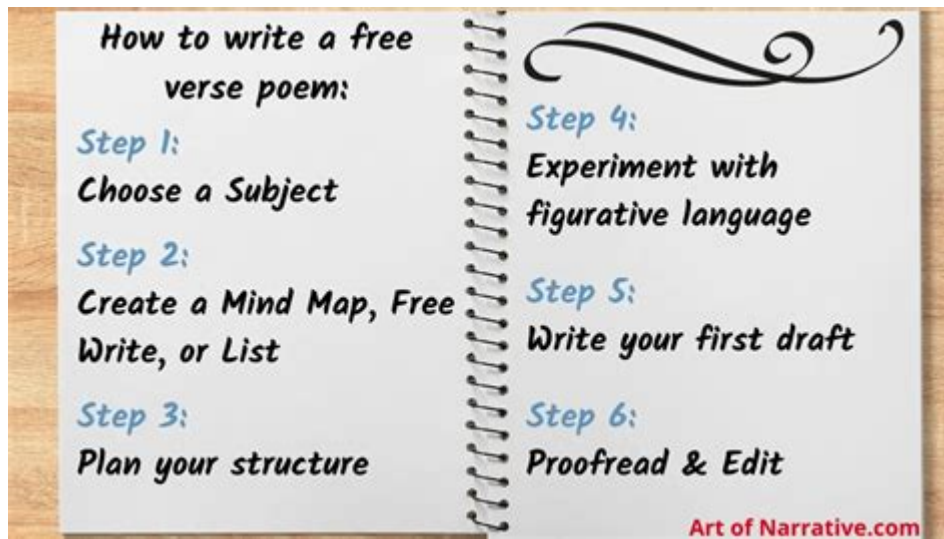 How to write a free
verse poem:
Step 1:
Choose a Subject
Step 2:
Create a Mind Map, Free
Write, or List
Step 3:
Plan your structure
Step 4:
Experiment with
figurative language
Step 5:
Write your first draft
Step 6:
Proofread & Edit
Art of Narrative.com